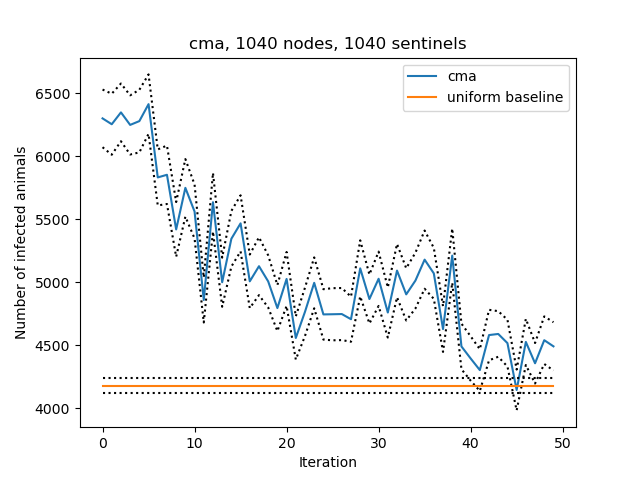 cma, 1040 nodes, 1040 sentinels
cma
uniform baseline
Number of infected animals
6500
6000
5500
5000
4500
4000
0 10 20 30 40 50
Iteration